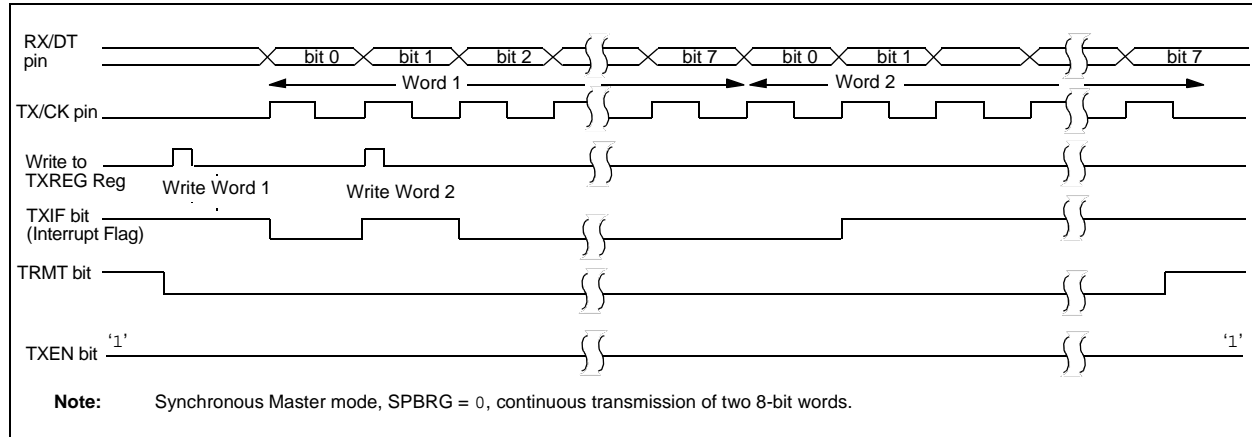 RX/DT
pin
bit 0 bit 1 bit 2 bit 7 bit 0 bit 1 bit 7
Word 1 Word 2
TX/CK pin
Write to
TXREG Reg
Write Word 1 Write Word 2
TXIF bit
(Interrupt Flag)
TRMT bit
‘1’ ‘1’
TXEN bit
Note: Synchronous Master mode, SPBRG = 0, continuous transmission of two 8-bit words.